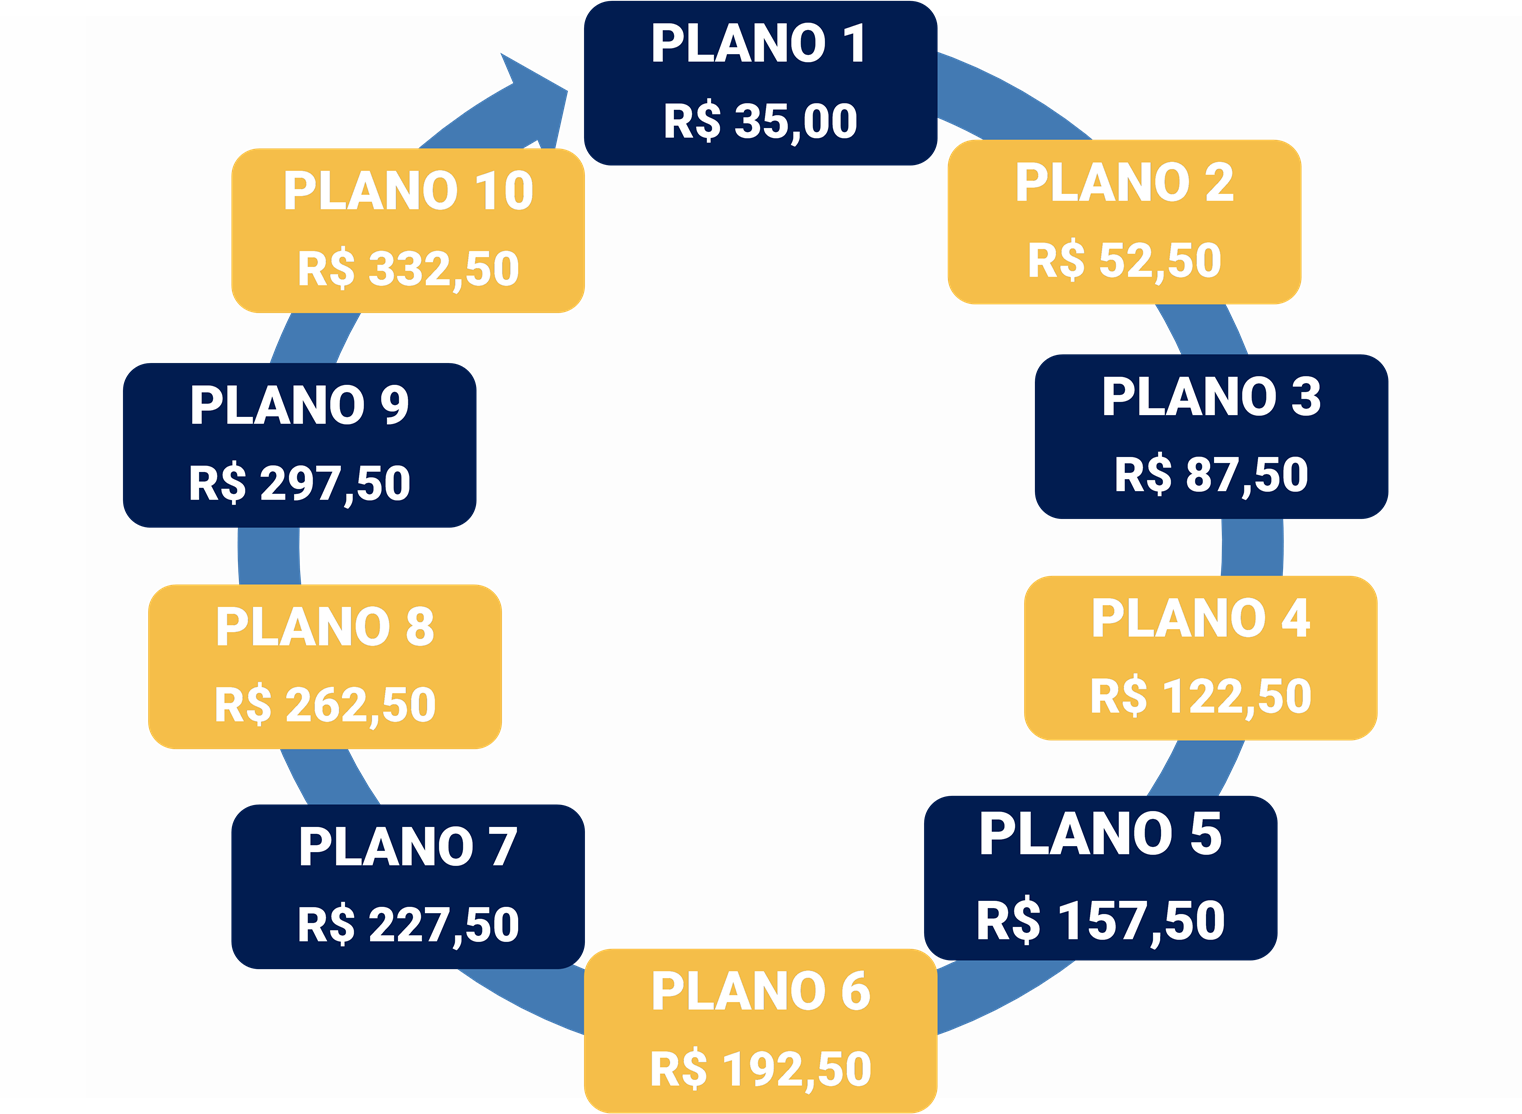 PLANO 1
R$ 35,00
PLANO 2
R$ 52,50
PLANO 3
R$ 87,50
PLANO 4
R$ 122,50
PLANO 5
R$ 157,50
PLANO 6
R$ 192,50
PLANO 7
R$ 227,50
PLANO 8
R$ 262,50
PLANO 9
R$ 297,50
PLANO 10
R$ 332,50